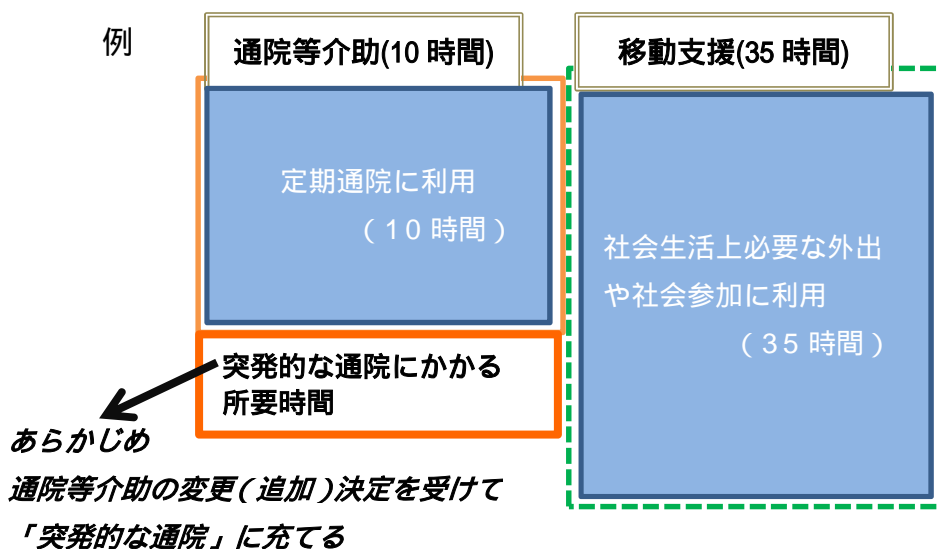 例
通院等介助(10 時間)
移動支援(35 時間)
定期通院に利用
(10 時間)
社会生活上必要な外出
や社会参加に利用
(35 時間)
突発的な通院にかかる
所要時間
あらかじめ
通院等介助の変更(追加)決定を受けて
「突発的な通院」に充てる